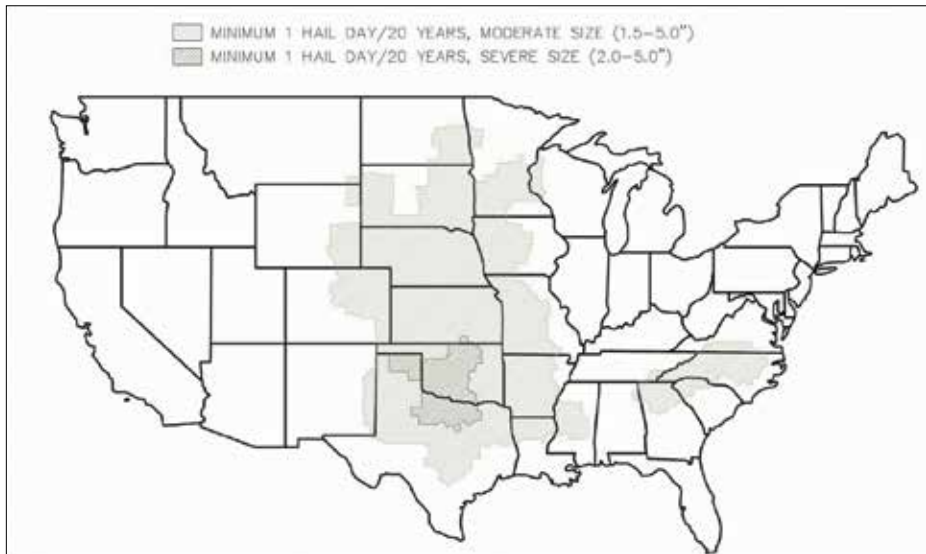 MINIMUM 1 HAIL DAY/20 YEARS, MODERATE SIZE (1.5–5.0")
MINIMUM 1 HAIL DAY/20 YEARS, SEVERE SIZE (2.0–5.0")